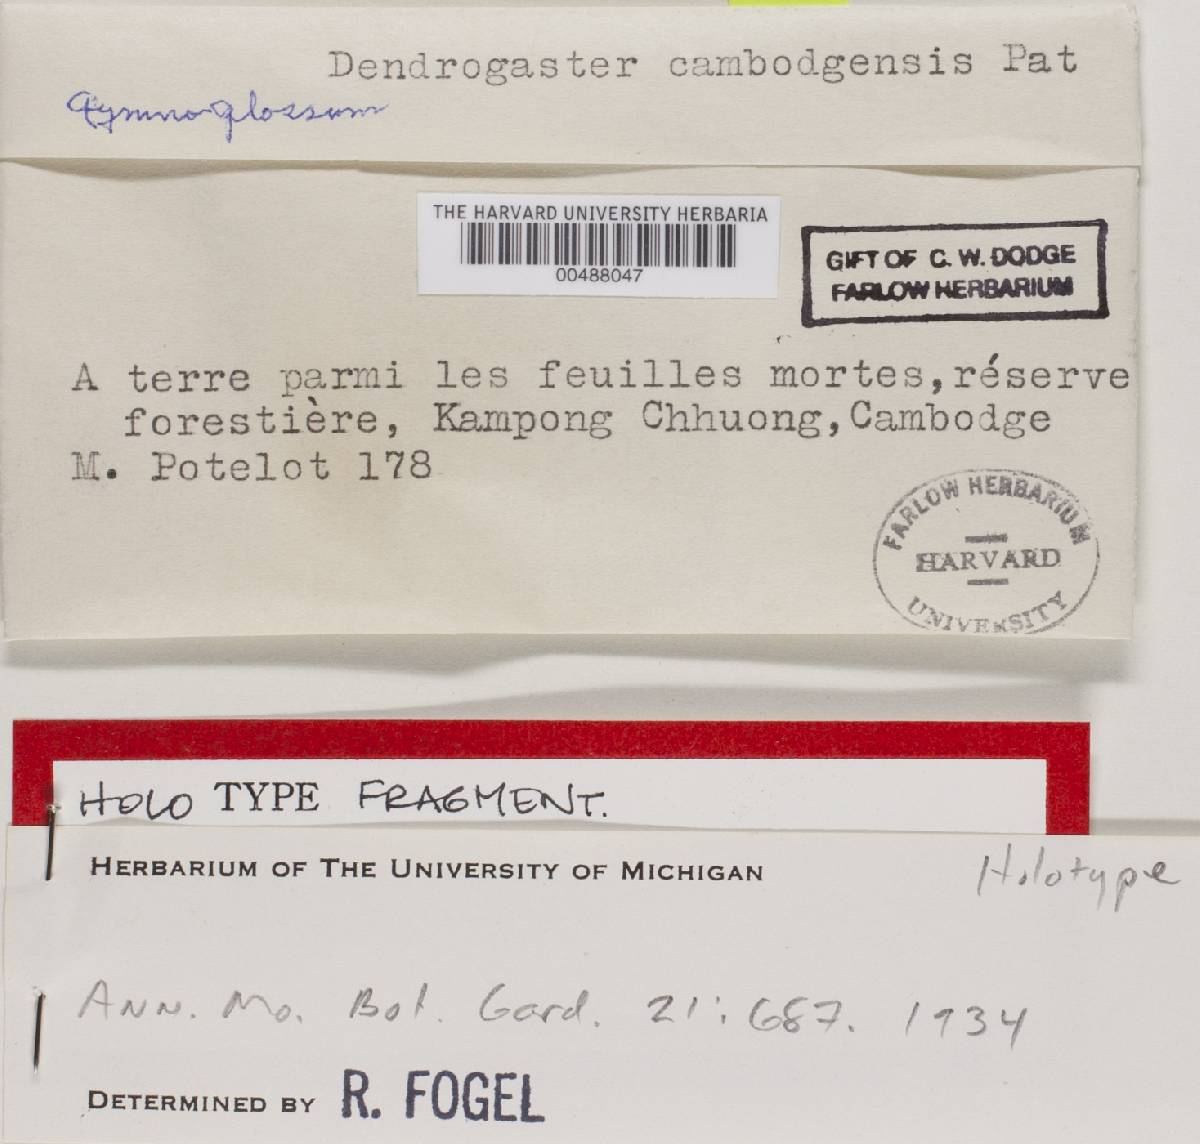 Dendrogaster cambodgensis Pat
Gymnoglossum
THE HARVARD UNIVERSITY HERBARIA
00488047
GIFT OF C. W. DODGE
FARLOW HERBARIUM
A terre parmi les feuilles mortes, réserve
forestière, Kampong Chhuong, Cambodge
M. Potelot 178
FARLOW HERBARIUM
HARVARD
UNIVERSITY
HOLO TYPE FRAGMENT.
HERBARIUM OF THE UNIVERSITY OF MICHIGAN
Holotype
Ann. Mo. Bot. Gard. 21: 687. 1934
DETERMINED BY R. FOGEL